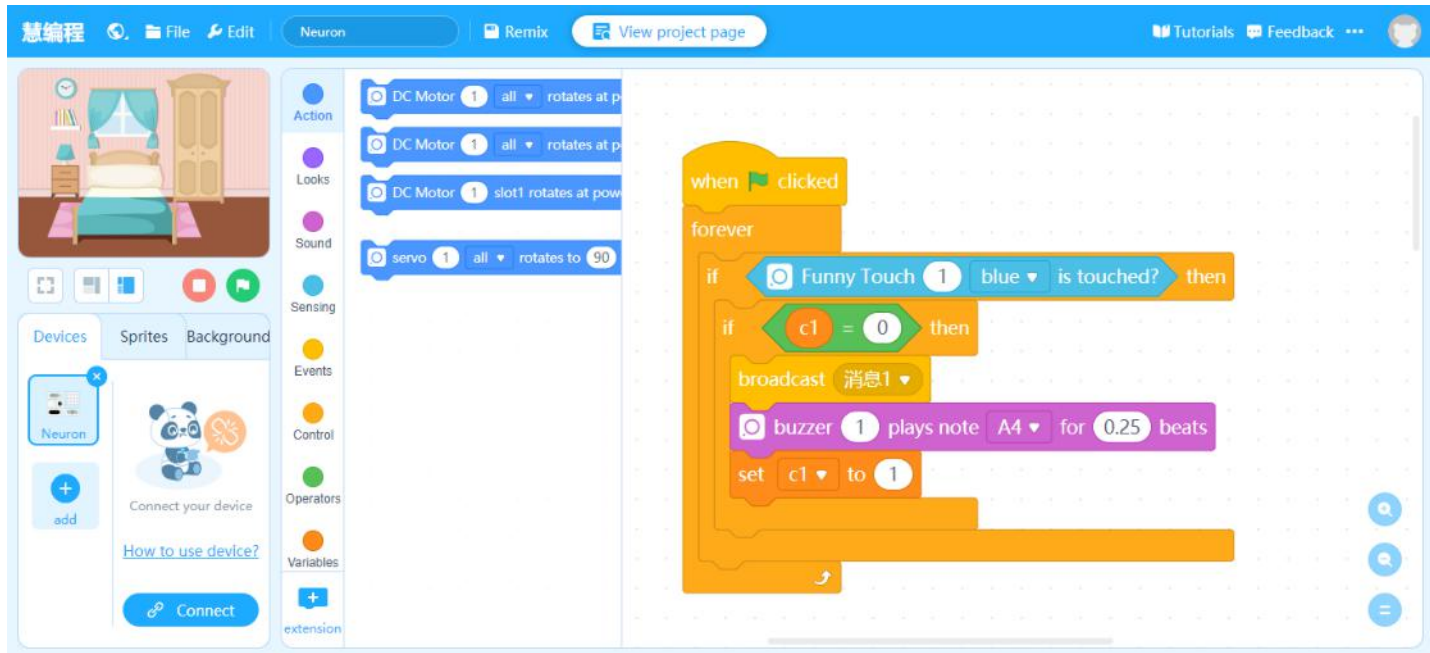 慧编程 File Edit Neuron Remix View project page Tutorials Feedback
Action
Looks
Sound
Sensing
Events
Control
Operators
Variables
extension
DC Motor 1 all rotates at p
DC Motor 1 all rotates at p
DC Motor 1 slot1 rotates at pow
servo 1 all rotates to 90
Devices Sprites Background
Neuron
add
Connect your device
How to use device?
Connect
when clicked
forever
if Funny Touch 1 blue is touched? then
if c1 = 0 then
broadcast 消息1
buzzer 1 plays note A4 for 0.25 beats
set c1 to 1